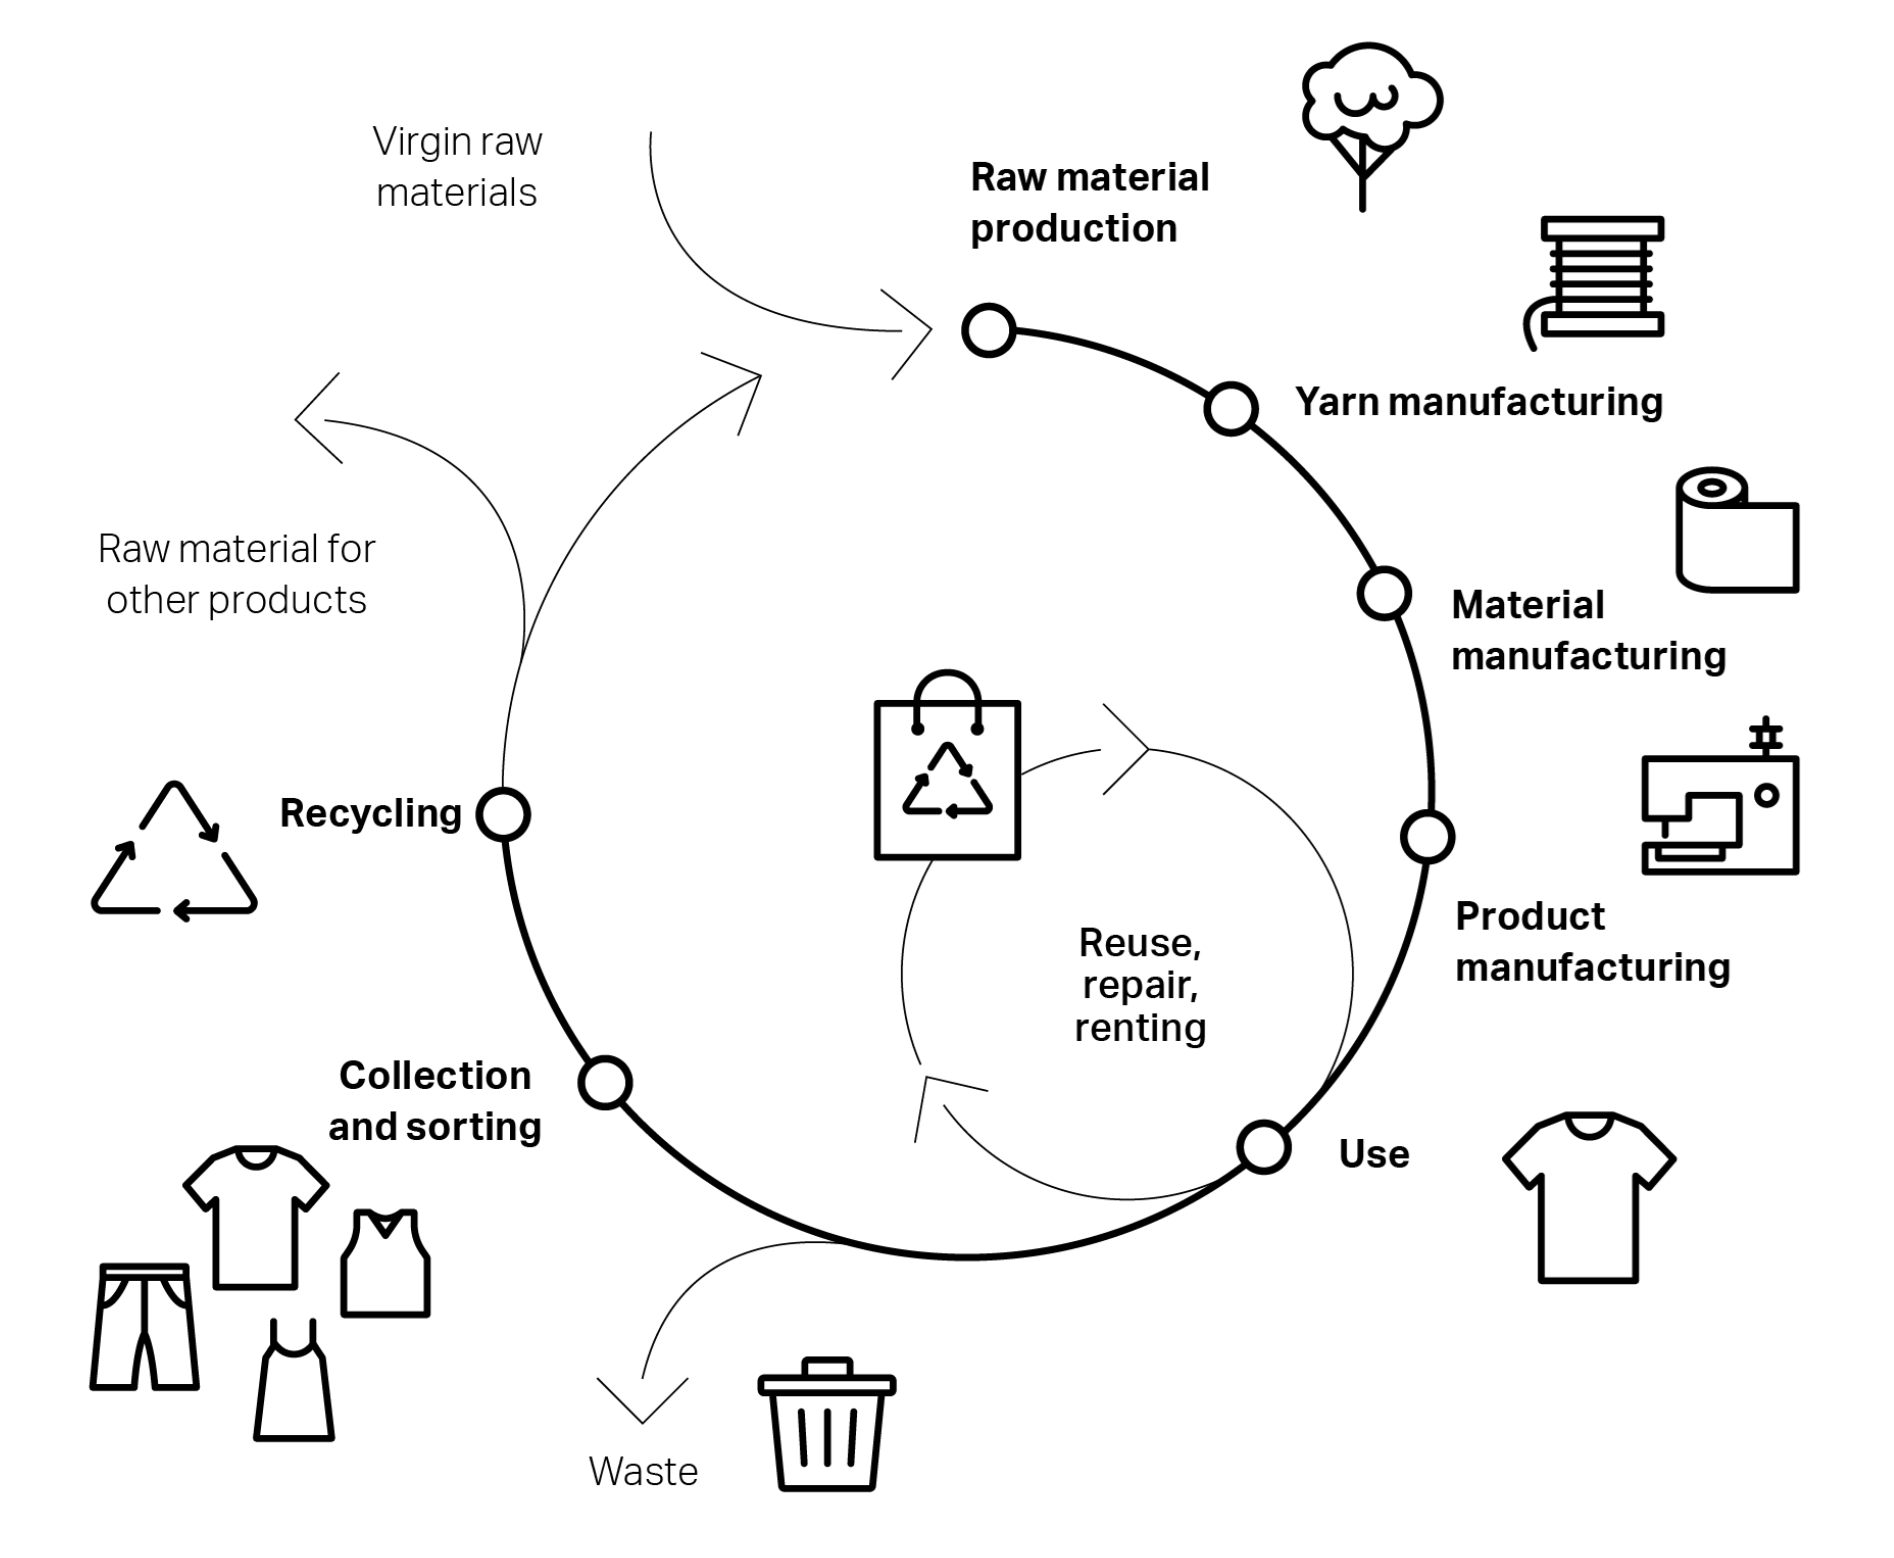 Virgin raw
materials
Raw material
production
Yarn manufacturing
Raw material for
other products
Material
manufacturing
Recycling
Product
manufacturing
Reuse,
repair,
renting
Collection
and sorting
Use
Waste